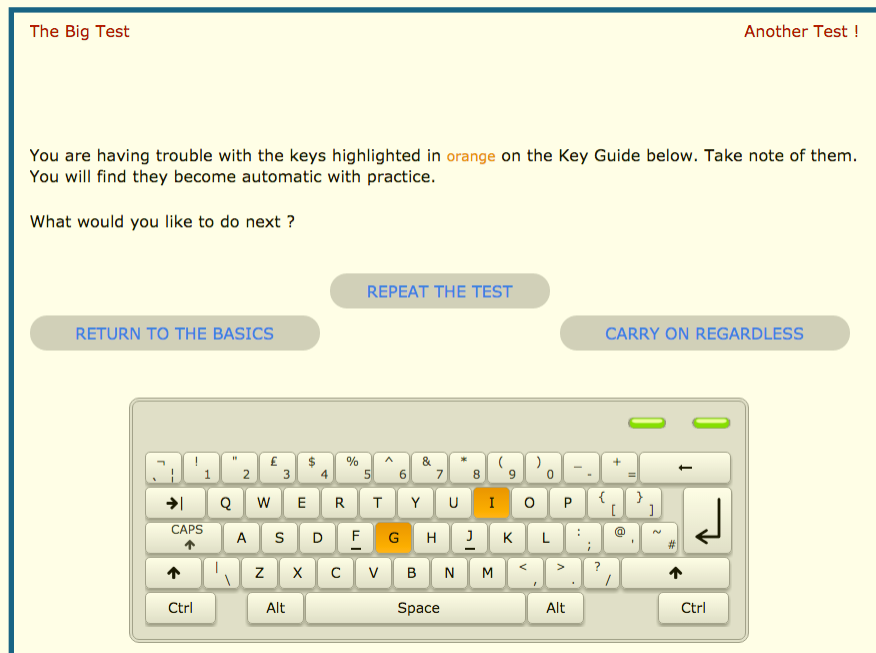 The Big Test
Another Test !
You are having trouble with the keys highlighted in orange on the Key Guide below. Take note of them.
You will find they become automatic with practice.
What would you like to do next ?
REPEAT THE TEST
RETURN TO THE BASICS
CARRY ON REGARDLESS
¬ ` ¦ ! 1 " 2 £ 3 $ 4 % 5 ^ 6 & 7 * 8 ( 9 ) 0 _ - + = ←
→| Q W E R T Y U I O P { [ } ]
CAPS A S D F G H J K L : ; @ ' ~ #
| \ Z X C V B N M < , > . ? /
Ctrl Alt Space Alt Ctrl